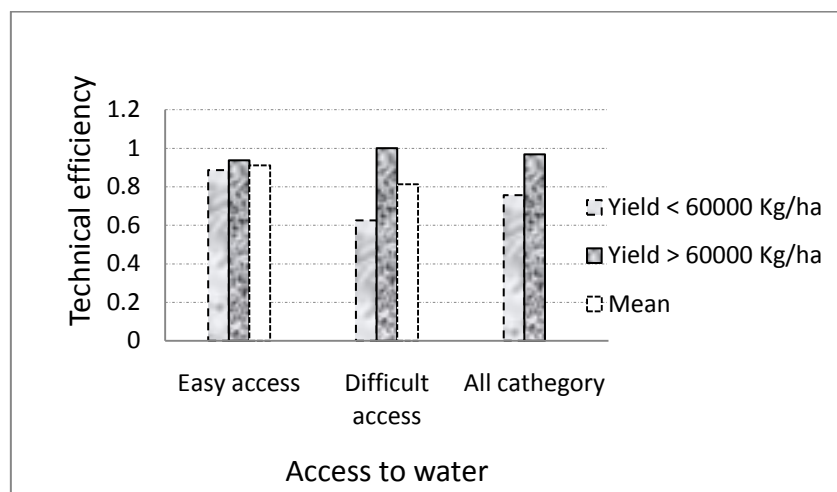 Technical efficiency
1.2
1
0.8
0.6
0.4
0.2
0
Easy access
Difficult
access
All cathegory
Access to water
Yield < 60000 Kg/ha
Yield > 60000 Kg/ha
Mean